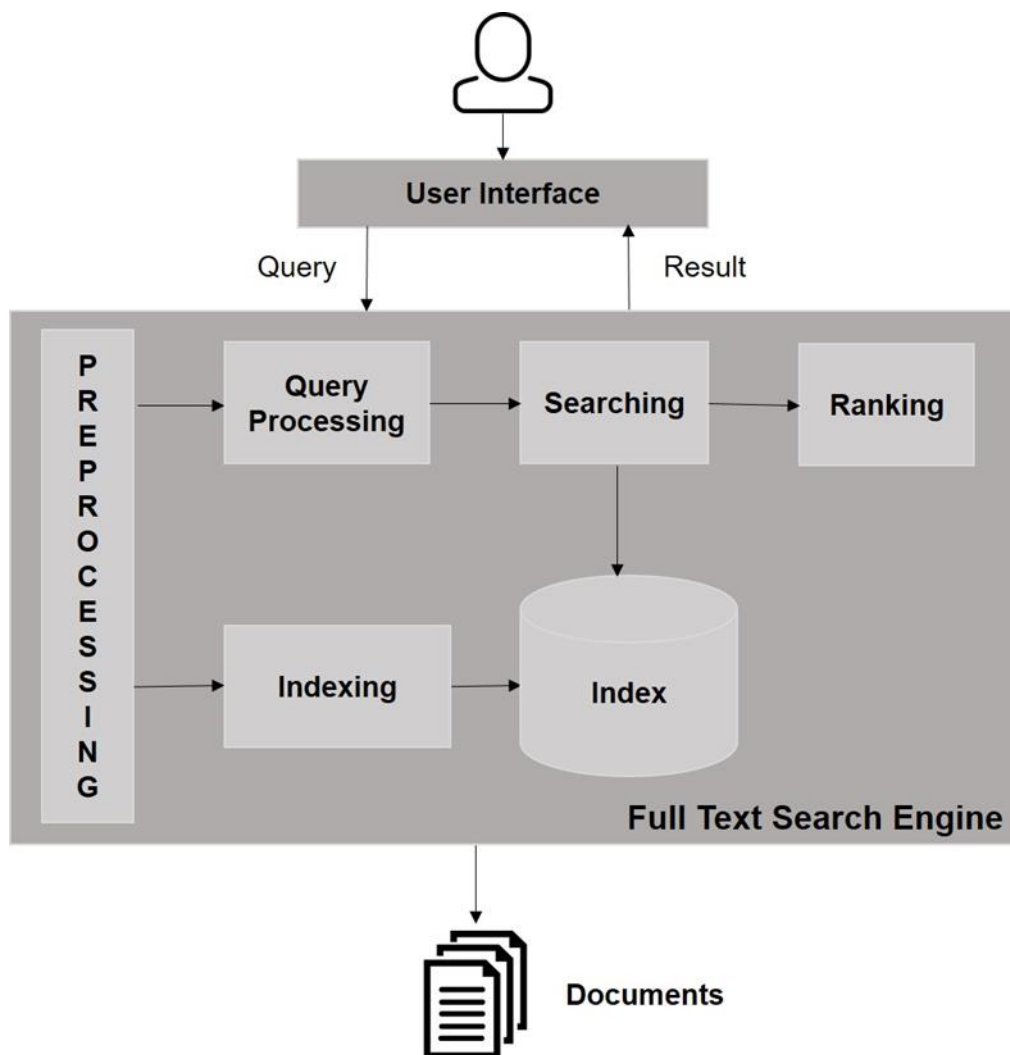 User Interface
Query
Result
P
R
E
P
R
O
C
E
S
S
I
N
G
Query
Processing
Searching
Ranking
Indexing
Index
Full Text Search Engine
Documents